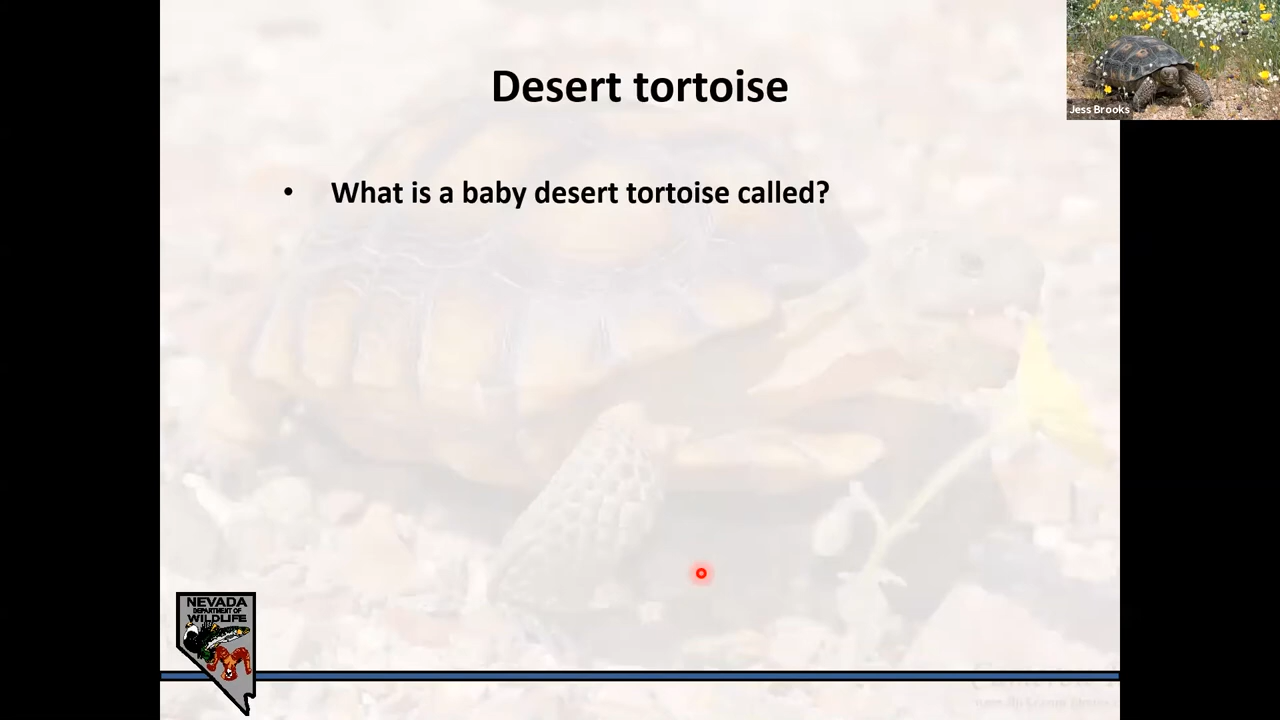 Desert tortoise
Jess Brooks
• What is a baby desert tortoise called?
NEVADA
DEPARTMENT OF
WILDLIFE